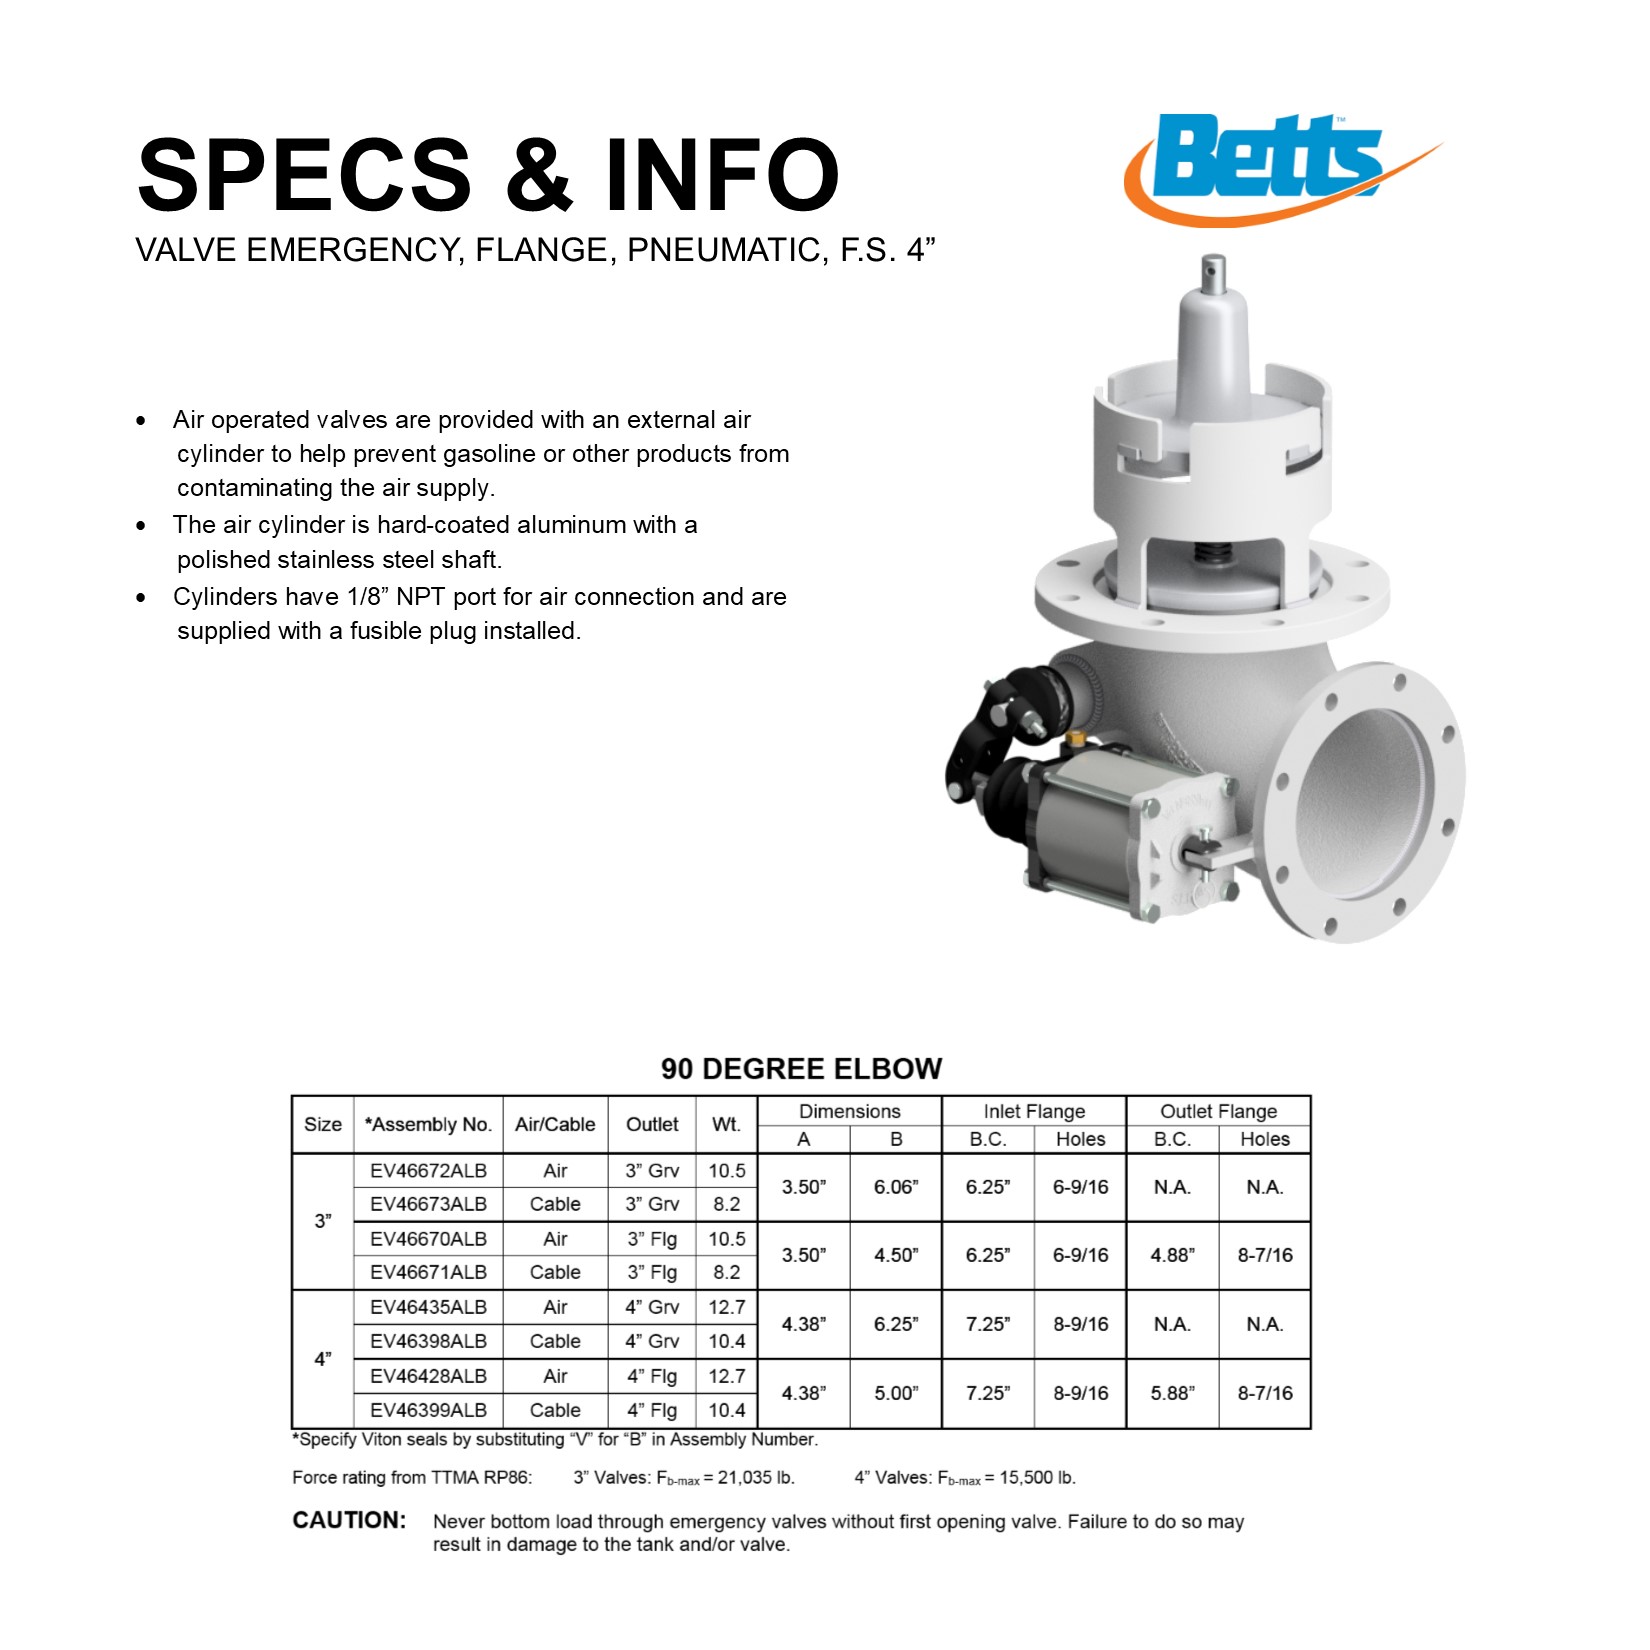 Betts™
SPECS & INFO
VALVE EMERGENCY, FLANGE, PNEUMATIC, F.S. 4”
• Air operated valves are provided with an external air
cylinder to help prevent gasoline or other products from
contaminating the air supply.
• The air cylinder is hard-coated aluminum with a
polished stainless steel shaft.
• Cylinders have 1/8” NPT port for air connection and are
supplied with a fusible plug installed.
90 DEGREE ELBOW
Size *Assembly No. Air/Cable Outlet Wt. Dimensions Inlet Flange Outlet Flange
A B B.C. Holes B.C. Holes
3”
EV46672ALB Air 3” Grv 10.5
EV46673ALB Cable 3” Grv 8.2
3.50” 6.06” 6.25” 6-9/16 N.A. N.A.
EV46670ALB Air 3” Flg 10.5
EV46671ALB Cable 3” Flg 8.2
3.50” 4.50” 6.25” 6-9/16 4.88” 8-7/16
4”
EV46435ALB Air 4” Grv 12.7
EV46398ALB Cable 4” Grv 10.4
4.38” 6.25” 7.25” 8-9/16 N.A. N.A.
EV46428ALB Air 4” Flg 12.7
EV46399ALB Cable 4” Flg 10.4
4.38” 5.00” 7.25” 8-9/16 5.88” 8-7/16
*Specify Viton seals by substituting “V” for “B” in Assembly Number.
Force rating from TTMA RP86: 3” Valves: Fb-max = 21,035 lb. 4” Valves: Fb-max = 15,500 lb.
CAUTION: Never bottom load through emergency valves without first opening valve. Failure to do so may
result in damage to the tank and/or valve.